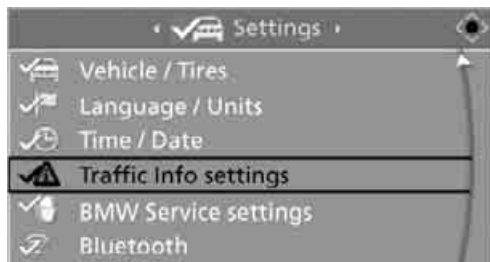 Settings
Vehicle / Tires
Language / Units
Time / Date
Traffic Info settings
BMW Service settings
Bluetooth